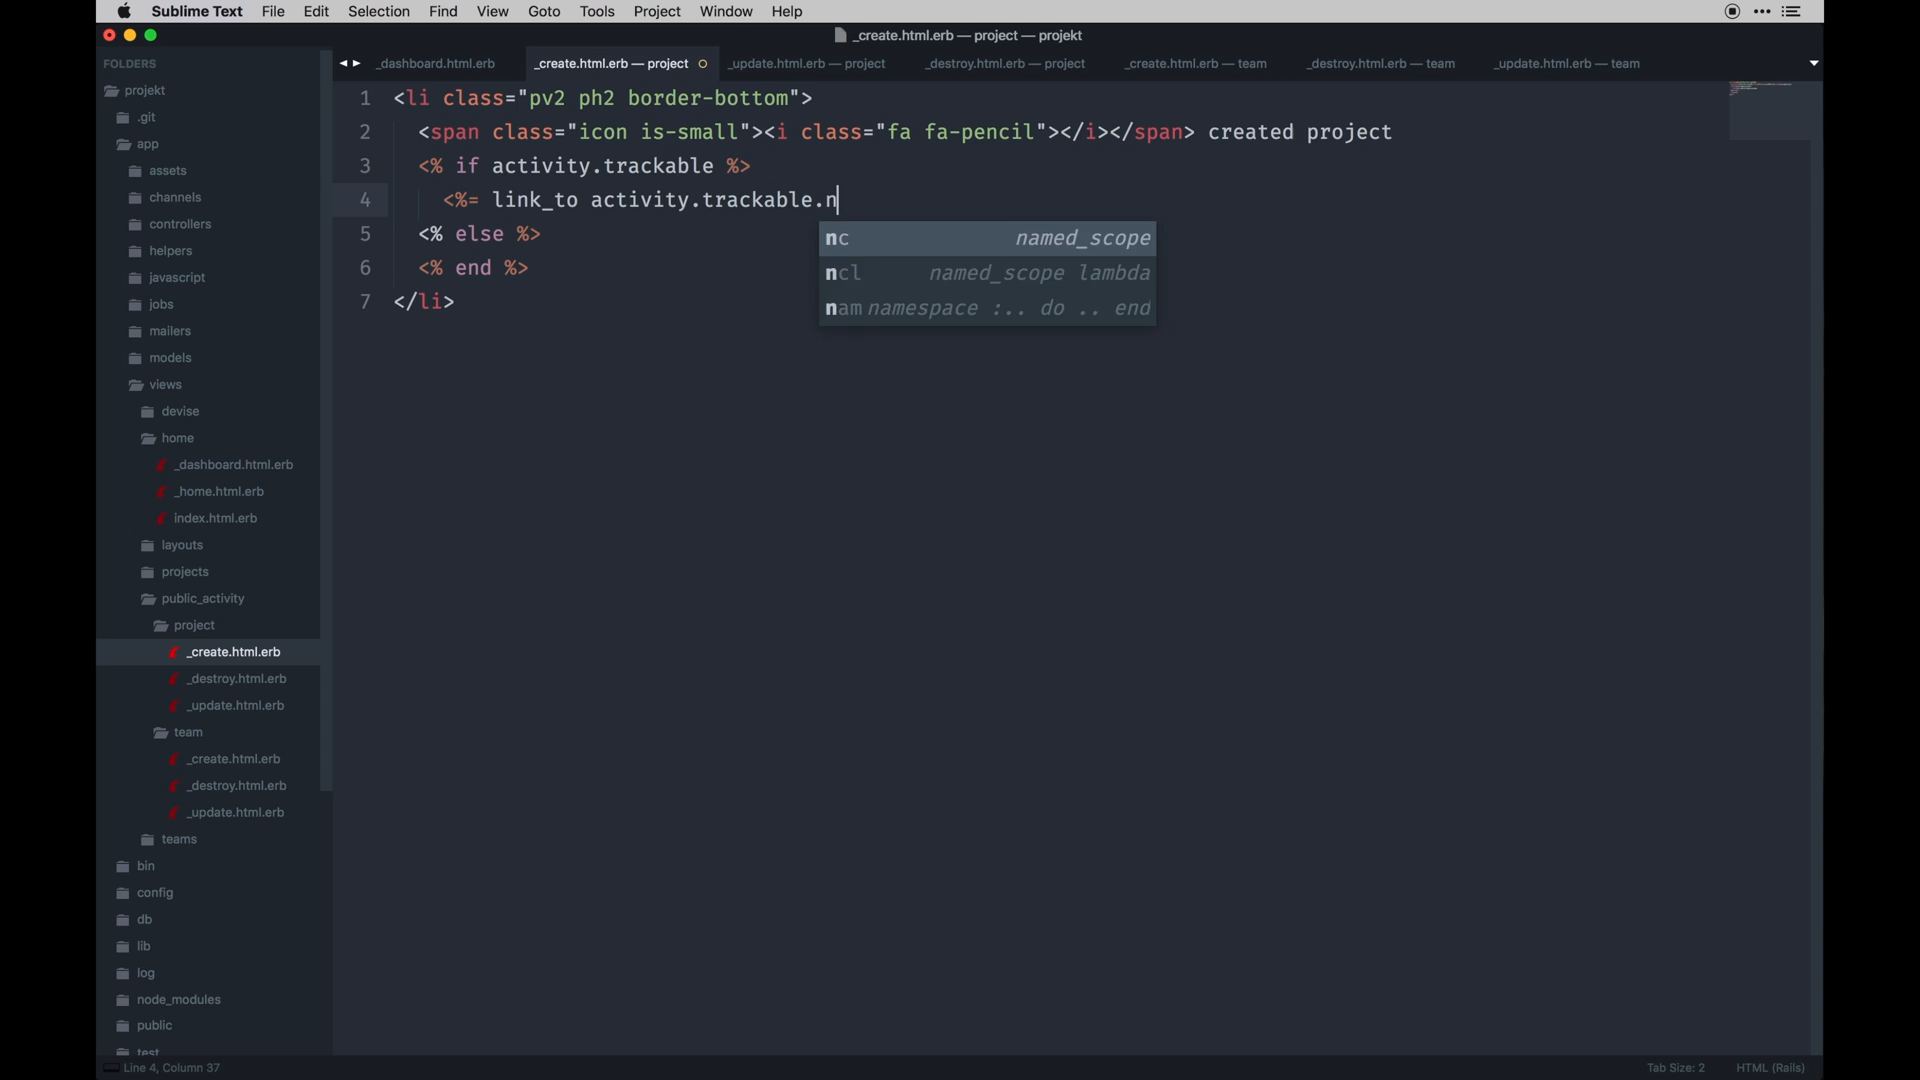 Sublime Text File Edit Selection Find View Goto Tools Project Window Help
_create.html.erb — project — projekt
FOLDERS
projekt
.git
app
assets
channels
controllers
helpers
javascript
jobs
mailers
models
views
devise
home
_dashboard.html.erb
_home.html.erb
index.html.erb
layouts
projects
public_activity
project
_create.html.erb
_destroy.html.erb
_update.html.erb
team
_create.html.erb
_destroy.html.erb
_update.html.erb
teams
bin
config
db
lib
log
node_modules
public
test
_dashboard.html.erb _create.html.erb — project _update.html.erb — project _destroy.html.erb — project _create.html.erb — team _destroy.html.erb — team _update.html.erb — team
1 <li class="pv2 ph2 border-bottom">
2 <span class="icon is-small"><i class="fa fa-pencil"></i></span> created project
3 <% if activity.trackable %>
4 <%= link_to activity.trackable.n
5 <% else %>
6 <% end %>
7 </li>
nc named_scope
ncl named_scope lambda
nam namespace :.. do .. end
Line 4, Column 37
Tab Size: 2 HTML (Rails)